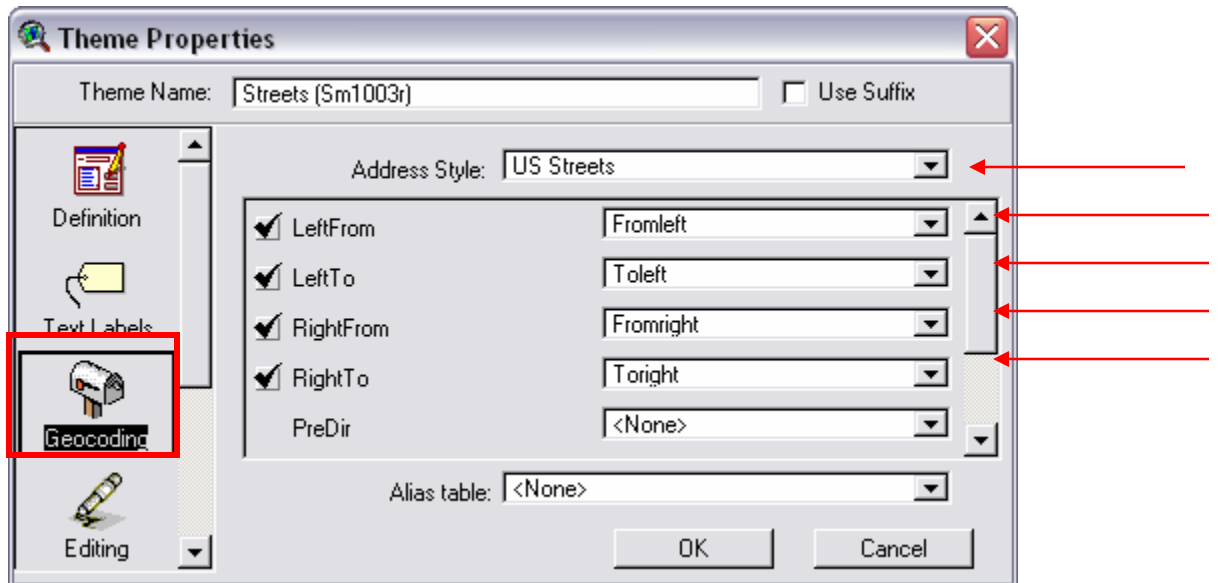 Theme Properties
Theme Name: Streets (Sm1003r) Use Suffix
Definition
Text Labels
Geocoding
Editing
Address Style: US Streets
LeftFrom Fromleft
LeftTo Toleft
RightFrom Fromright
RightTo Toright
PreDir <None>
Alias table: <None>
OK Cancel